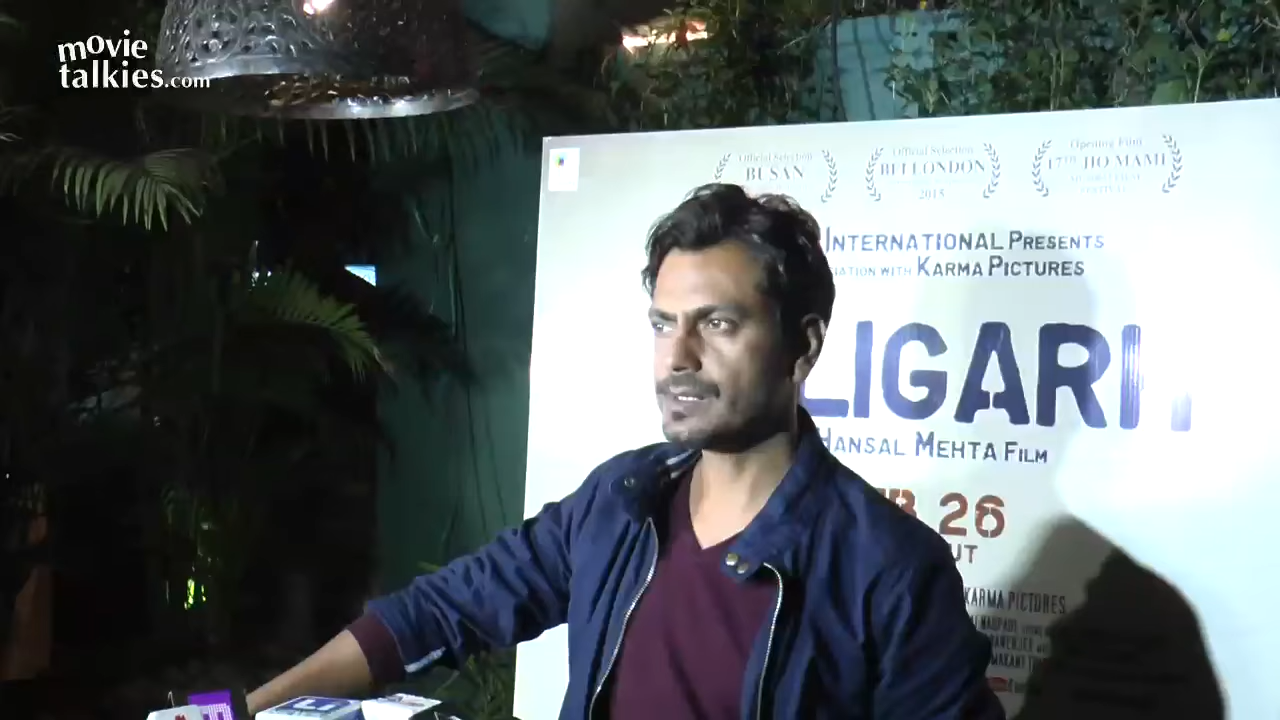 movie
talkies.com
Official Selection
BUSAN
Official Selection
BFI LONDON
2015
Opening Film
17TH JIO MAMI
INTERNATIONAL PRESENTS
WITH KARMA PICTURES
LIGARH
HANSAL MEHTA FILM
26
KARMA PICTURES